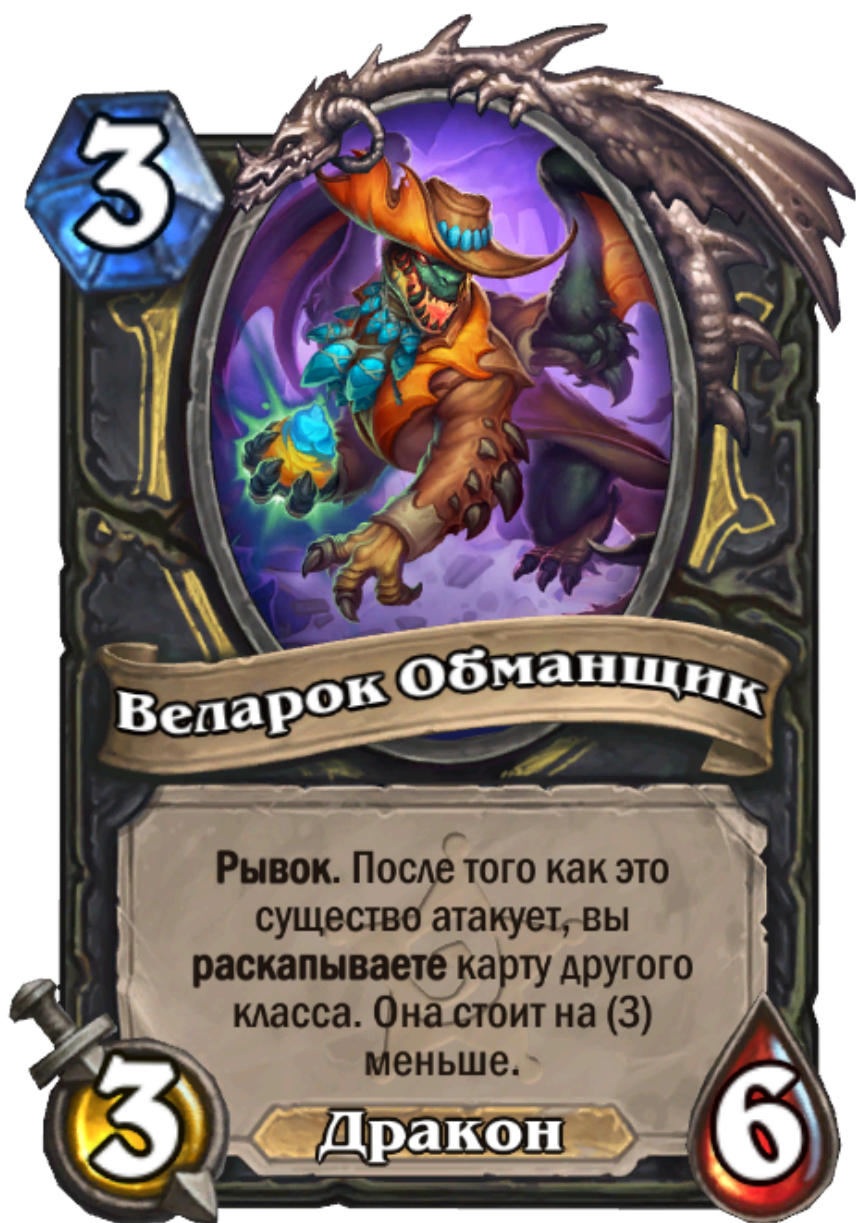 3
Веларок Обманщик
Рывок. После того как это
существо атакует, вы
раскапываете карту другого
класса. Она стоит на (3)
меньше.
3
Дракон
6